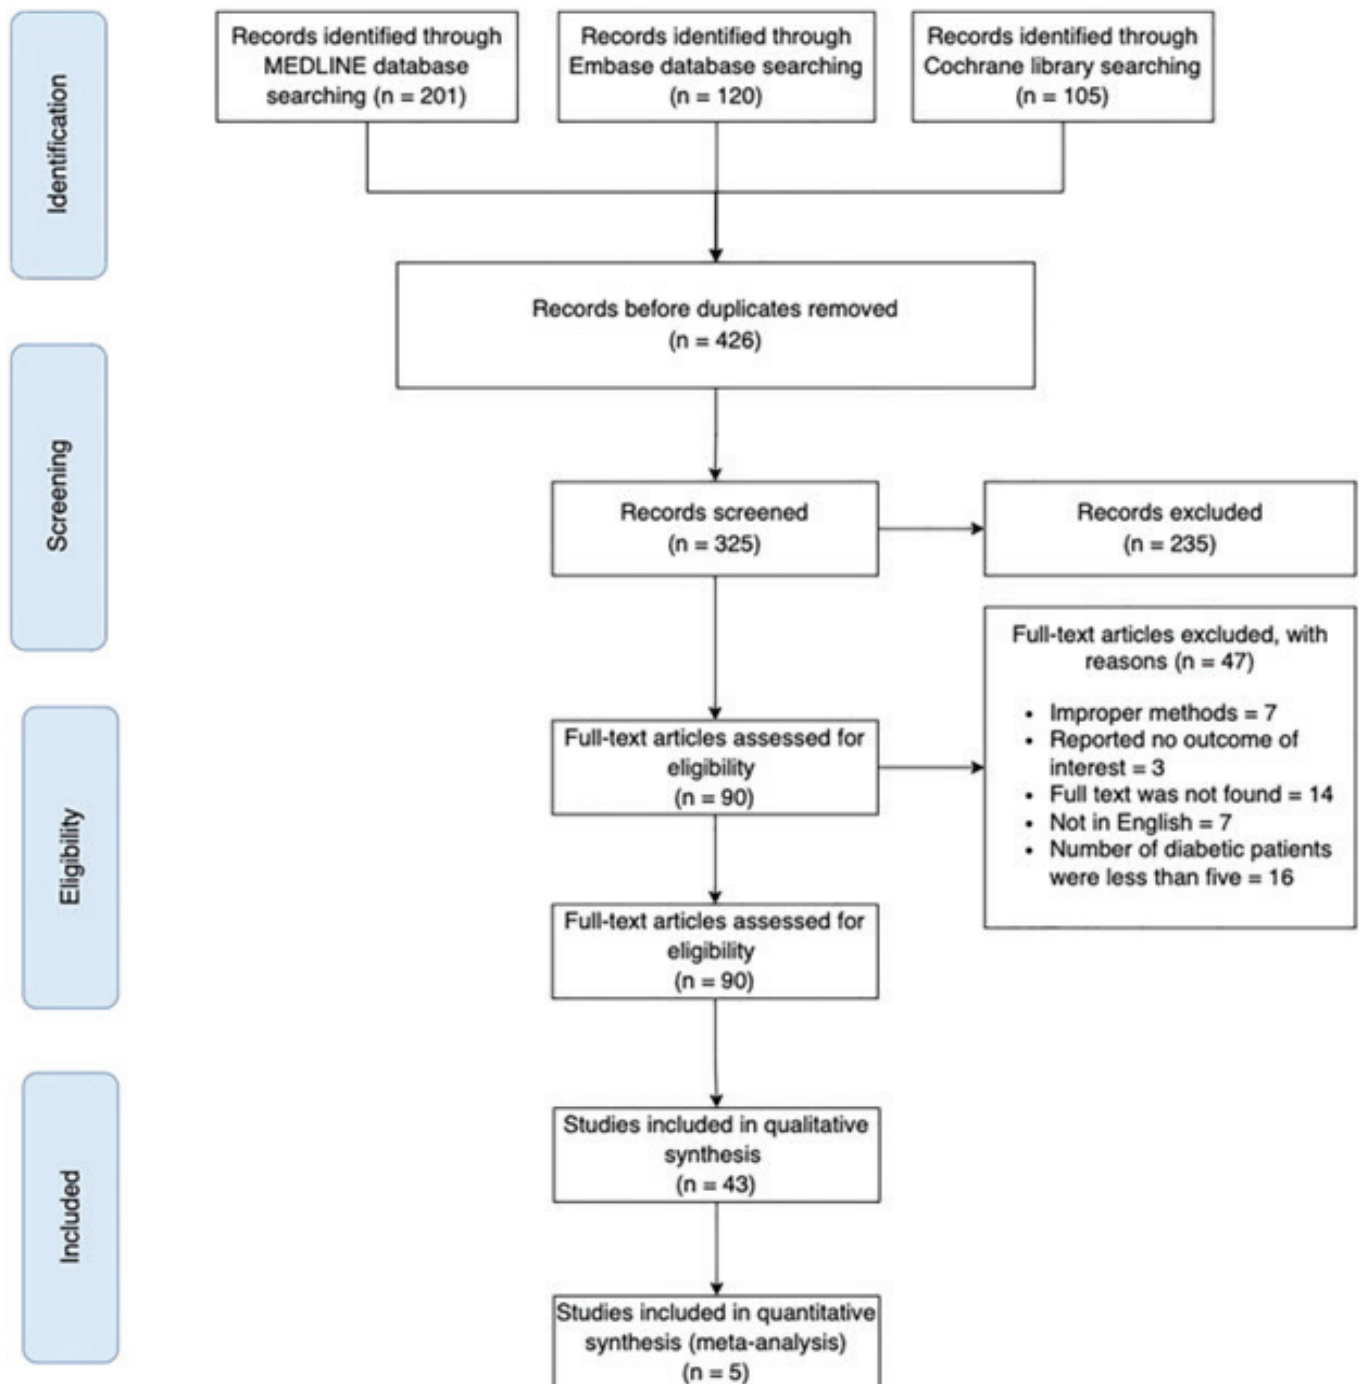 Identification
Records identified through
MEDLINE database
searching (n = 201)
Records identified through
Embase database searching
(n = 120)
Records identified through
Cochrane library searching
(n = 105)
Records before duplicates removed
(n = 426)
Screening
Records screened
(n = 325)
Records excluded
(n = 235)
Full-text articles excluded, with
reasons (n = 47)
• Improper methods = 7
• Reported no outcome of
interest = 3
• Full text was not found = 14
• Not in English = 7
• Number of diabetic patients
were less than five = 16
Eligibility
Full-text articles assessed for
eligibility
(n = 90)
Full-text articles assessed for
eligibility
(n = 90)
Included
Studies included in qualitative
synthesis
(n = 43)
Studies included in quantitative
synthesis (meta-analysis)
(n = 5)